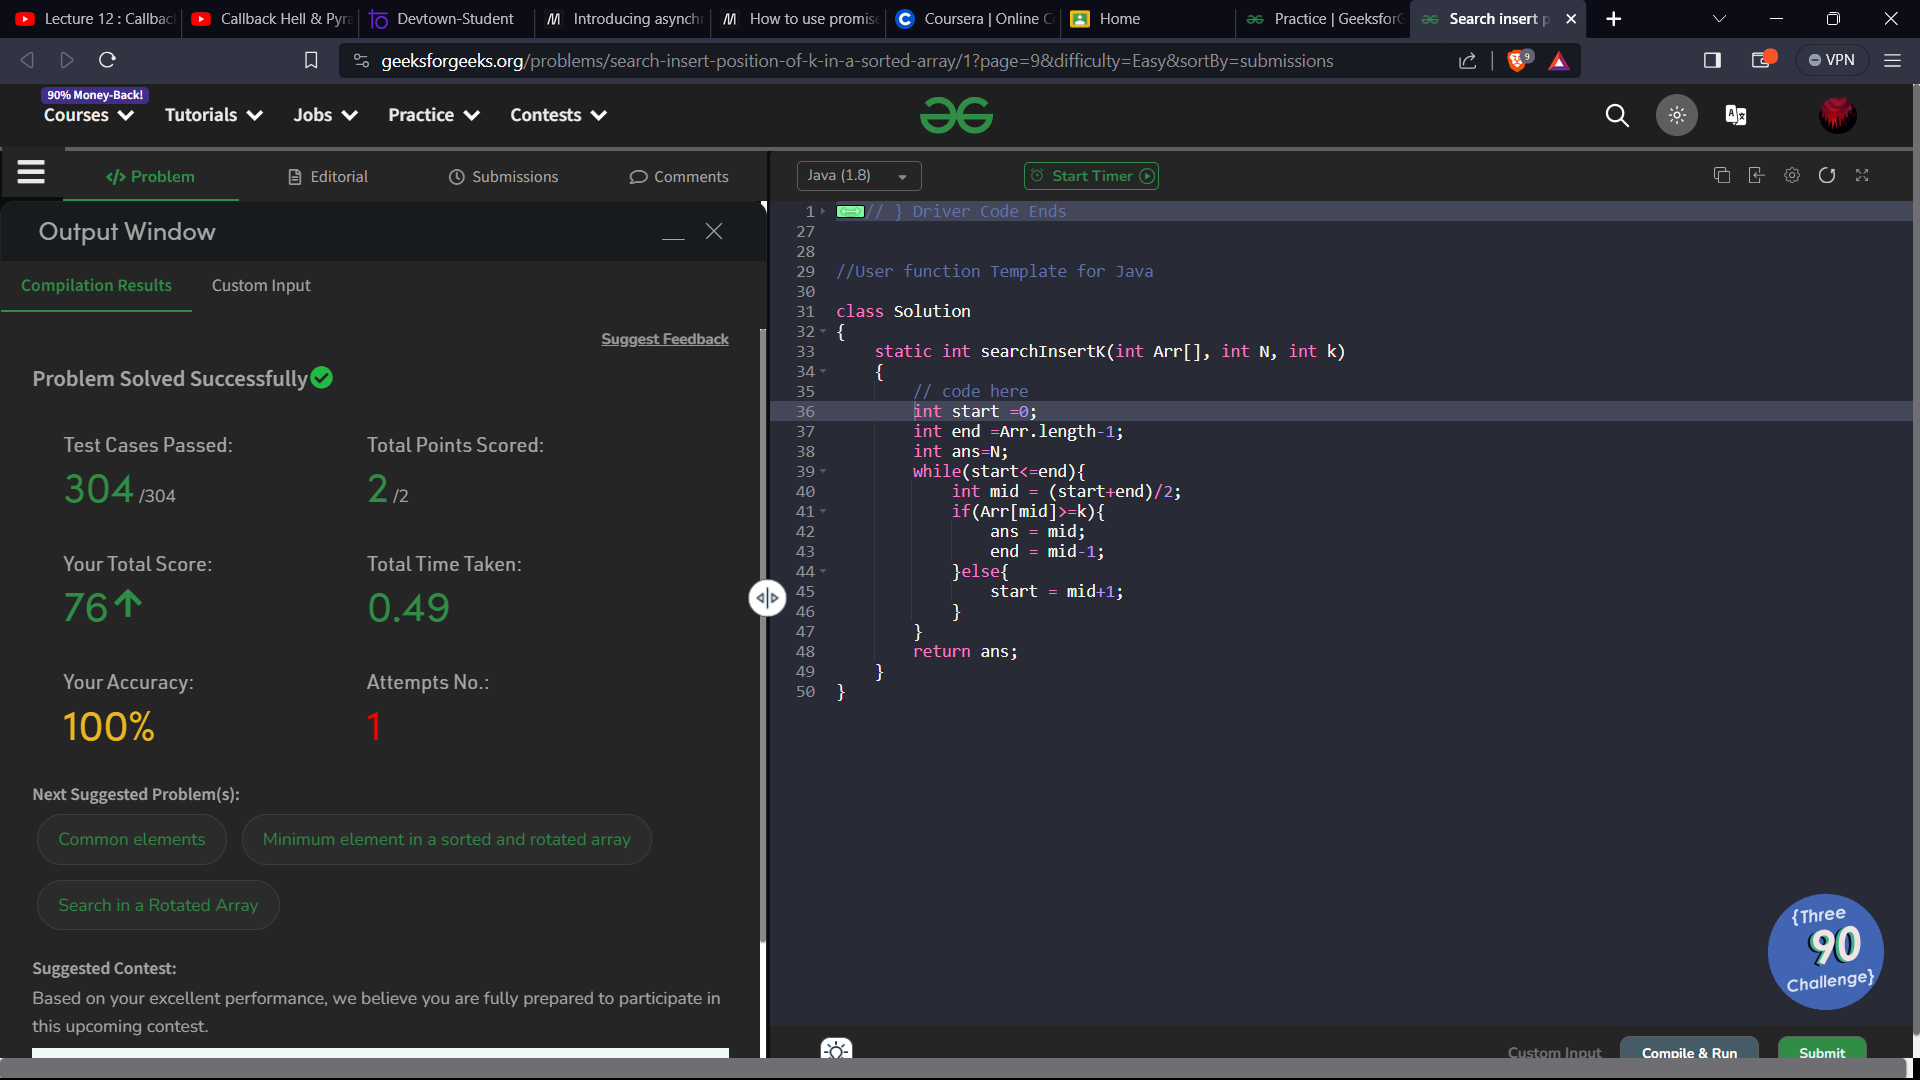 Lecture 12 : Callbac
Callback Hell & Pyra
Devtown-Student
Introducing asynchr
How to use promise
Coursera | Online C
Home
Practice | GeeksforG
Search insert p
geeksforgeeks.org/problems/search-insert-position-of-k-in-a-sorted-array/1?page=9&difficulty=Easy&sortBy=submissions
9
VPN
90% Money-Back!
Courses
Tutorials
Jobs
Practice
Contests
</> Problem
Editorial
Submissions
Comments
Java (1.8)
Start Timer
Output Window
Compilation Results
Custom Input
Suggest Feedback
Problem Solved Successfully
Test Cases Passed:
304 /304
Total Points Scored:
2 /2
Your Total Score:
76
Total Time Taken:
0.49
Your Accuracy:
100%
Attempts No.:
1
Next Suggested Problem(s):
Common elements
Minimum element in a sorted and rotated array
Search in a Rotated Array
Suggested Contest:
Based on your excellent performance, we believe you are fully prepared to participate in
this upcoming contest.
1 // } Driver Code Ends
27
28
29 //User function Template for Java
30
31 class Solution
32 {
33 static int searchInsertK(int Arr[], int N, int k)
34 {
35 // code here
36 int start =0;
37 int end =Arr.length-1;
38 int ans=N;
39 while(start<=end){
40 int mid = (start+end)/2;
41 if(Arr[mid]>=k){
42 ans = mid;
43 end = mid-1;
44 }else{
45 start = mid+1;
46 }
47 }
48 return ans;
49 }
50 }
{Three
90
Challenge}
Custom Input
Compile & Run
Submit